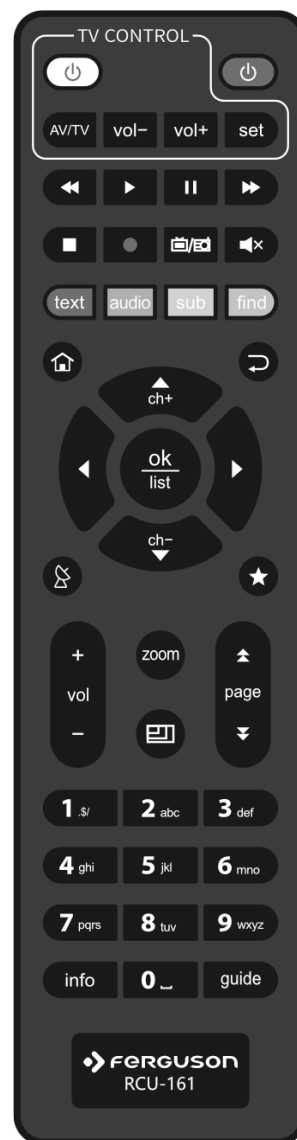 TV CONTROL
AV/TV vol− vol+ set
text audio sub find
ch+
ok
list
ch−
+ zoom
vol page
−
1 .$/ 2 abc 3 def
4 ghi 5 jkl 6 mno
7 pqrs 8 tuv 9 wxyz
info 0 ⎵ guide
FERGUSON
RCU-161